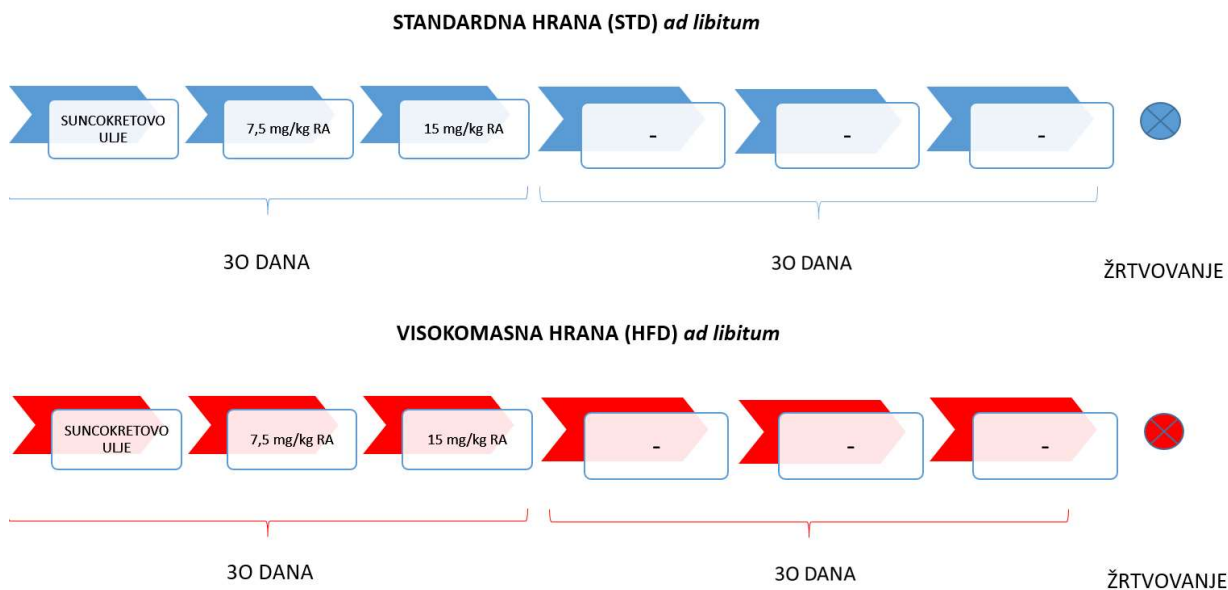 STANDARDNA HRANA (STD) ad libitum
SUNCOKRETOVO
ULJE
7,5 mg/kg RA
15 mg/kg RA
-
-
-
3O DANA
3O DANA
ŽRTVOVANJE
VISOKOMASNA HRANA (HFD) ad libitum
SUNCOKRETOVO
ULJE
7,5 mg/kg RA
15 mg/kg RA
-
-
-
3O DANA
3O DANA
ŽRTVOVANJE